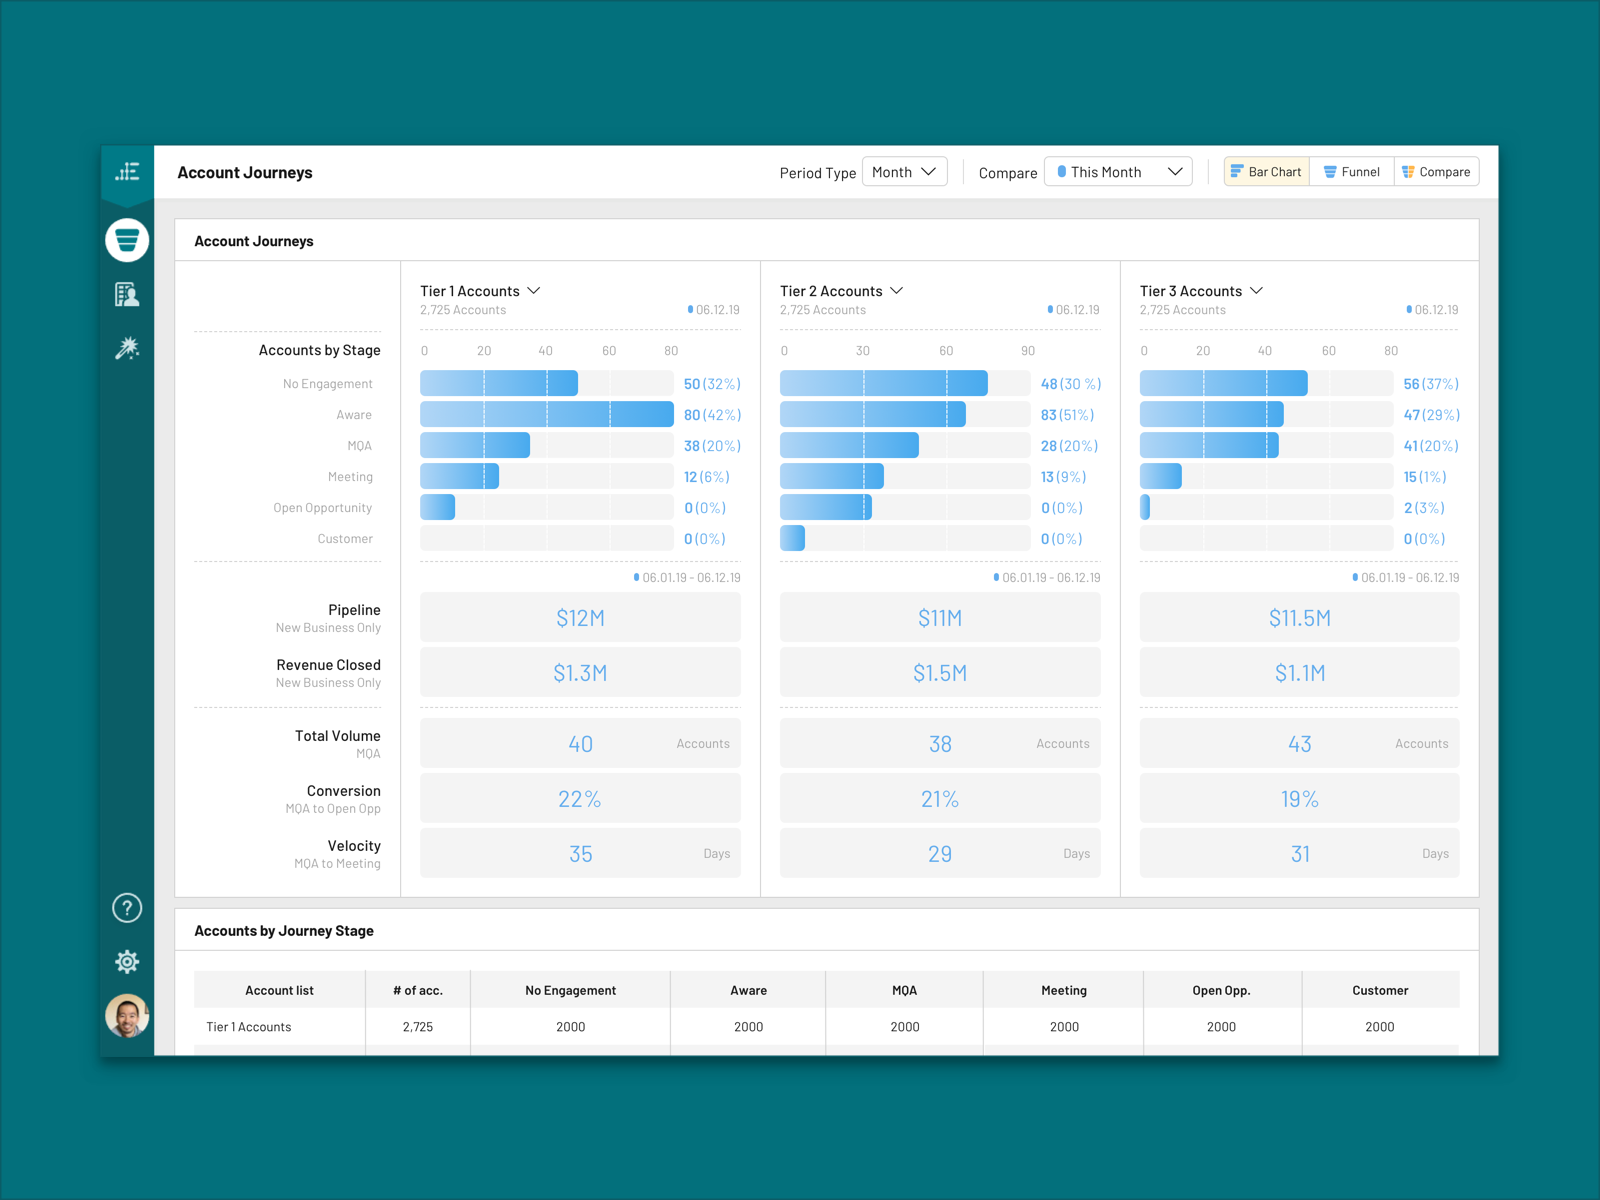 Account Journeys
Period Type
Month
Compare
This Month
Bar Chart
Funnel
Compare
Account Journeys
Tier 1 Accounts
2,725 Accounts
06.12.19
Tier 2 Accounts
2,725 Accounts
06.12.19
Tier 3 Accounts
2,725 Accounts
06.12.19
Accounts by Stage
0 20 40 60 80
0 30 60 90
0 20 40 60 80
No Engagement 50 (32%) 48 (30 %) 56 (37%)
Aware 80 (42%) 83 (51%) 47 (29%)
MQA 38 (20%) 28 (20%) 41 (20%)
Meeting 12 (6%) 13 (9%) 15 (1%)
Open Opportunity 0 (0%) 0 (0%) 2 (3%)
Customer 0 (0%) 0 (0%) 0 (0%)
06.01.19 - 06.12.19 06.01.19 - 06.12.19 06.01.19 - 06.12.19
Pipeline
New Business Only
$12M $11M $11.5M
Revenue Closed
New Business Only
$1.3M $1.5M $1.1M
Total Volume
MQA
40 Accounts 38 Accounts 43 Accounts
Conversion
MQA to Open Opp
22% 21% 19%
Velocity
MQA to Meeting
35 Days 29 Days 31 Days
?
Accounts by Journey Stage
Account list # of acc. No Engagement Aware MQA Meeting Open Opp. Customer
Tier 1 Accounts 2,725 2000 2000 2000 2000 2000 2000